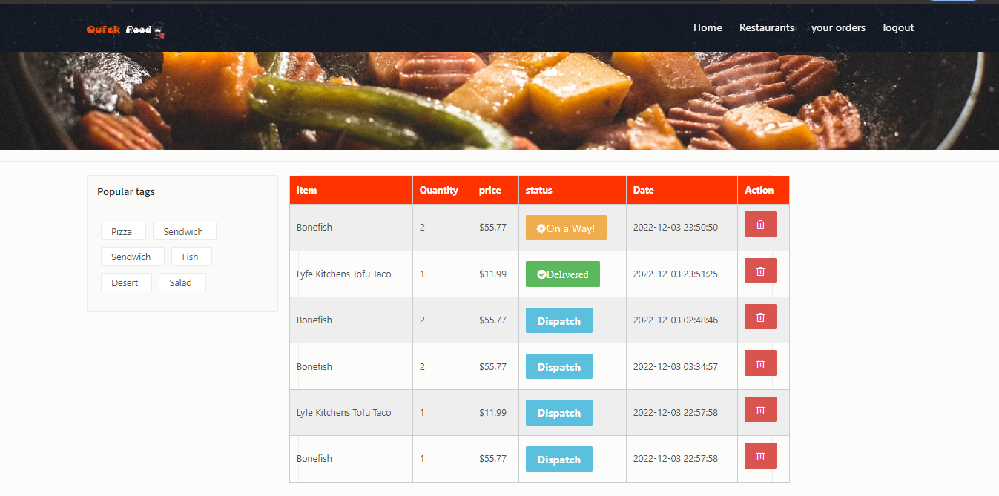 Quick Food
Home Restaurants your orders logout
Popular tags
Pizza Sandwich
Sandwich Fish
Desert Salad
Item Quantity price status Date Action
Bonefish 2 $55.77 On a Way! 2022-12-03 23:50:50
Lyfe Kitchens Tofu Taco 1 $11.99 Delivered 2022-12-03 23:51:25
Bonefish 2 $55.77 Dispatch 2022-12-03 02:48:46
Bonefish 2 $55.77 Dispatch 2022-12-03 03:34:57
Lyfe Kitchens Tofu Taco 1 $11.99 Dispatch 2022-12-03 22:57:58
Bonefish 1 $55.77 Dispatch 2022-12-03 22:57:58